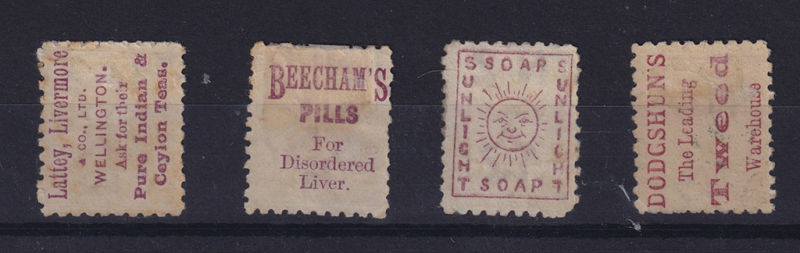 Lattey, Livermore
& CO., LTD.
WELLINGTON.
Ask for their
Pure Indian &
Ceylon Teas.
BEECHAM'S
PILLS
For
Disordered
Liver.
SSOAPS
SUNLIGHT
SUNLIGHT
SOAP
DODGSHUN'S
The Leading
Tweed
Warehouse